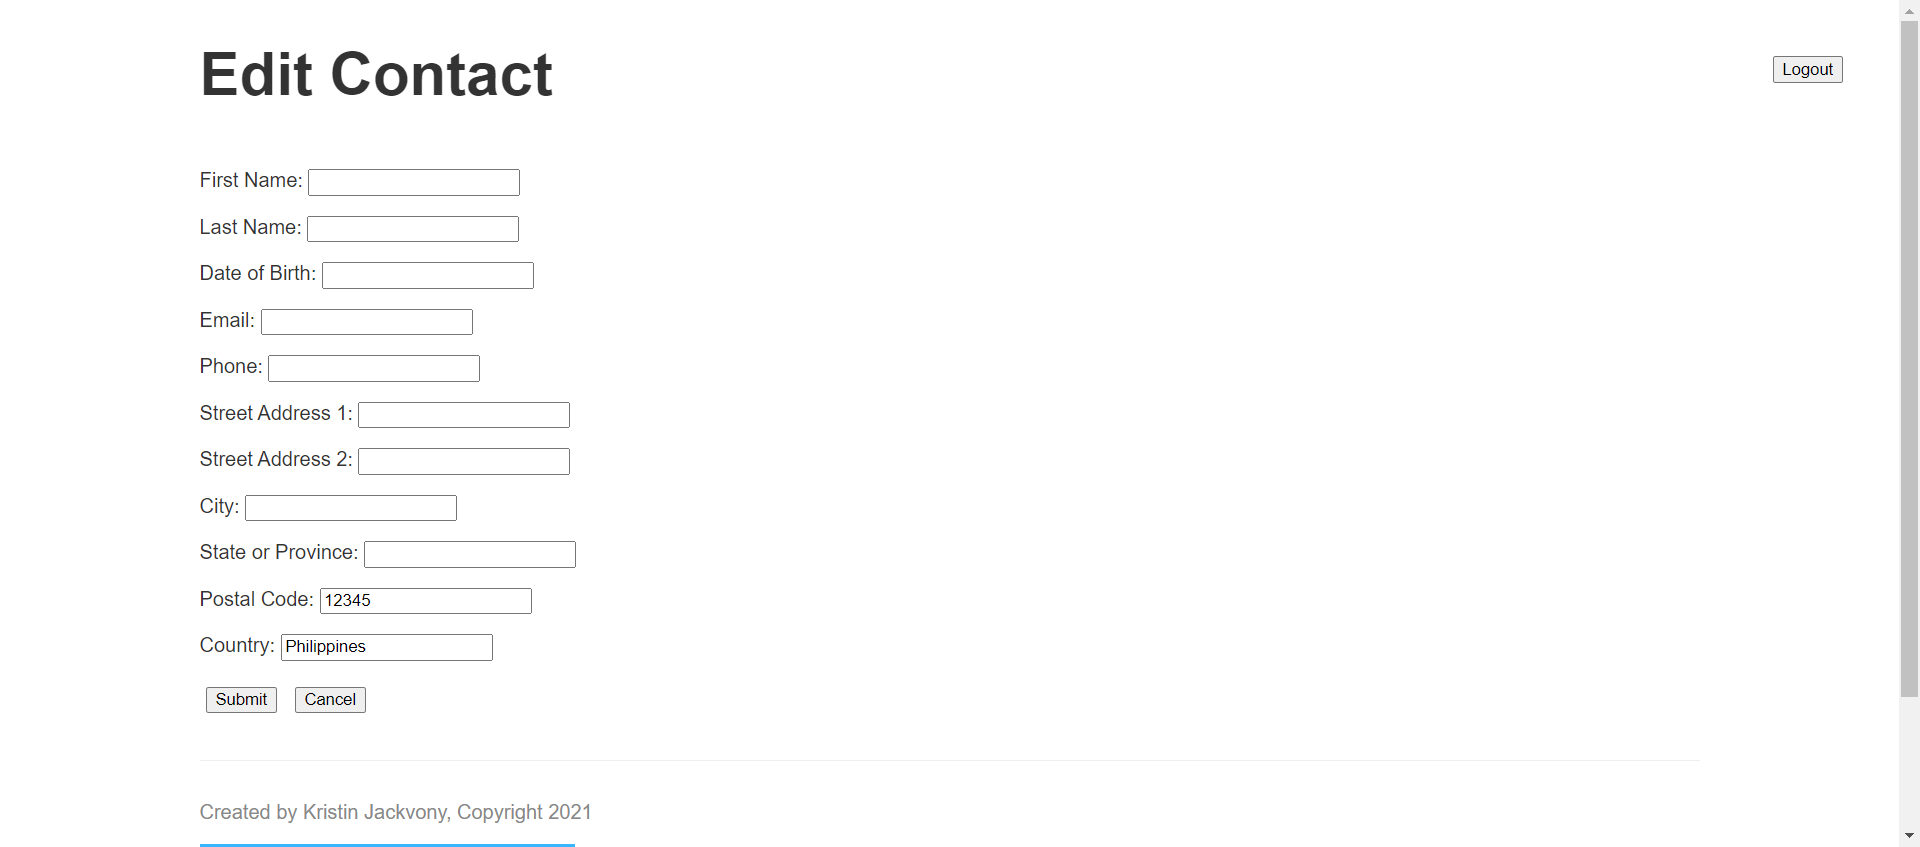 Edit Contact
Logout
First Name:
Last Name:
Date of Birth:
Email:
Phone:
Street Address 1:
Street Address 2:
City:
State or Province:
Postal Code: 12345
Country: Philippines
Submit Cancel
Created by Kristin Jackvony, Copyright 2021